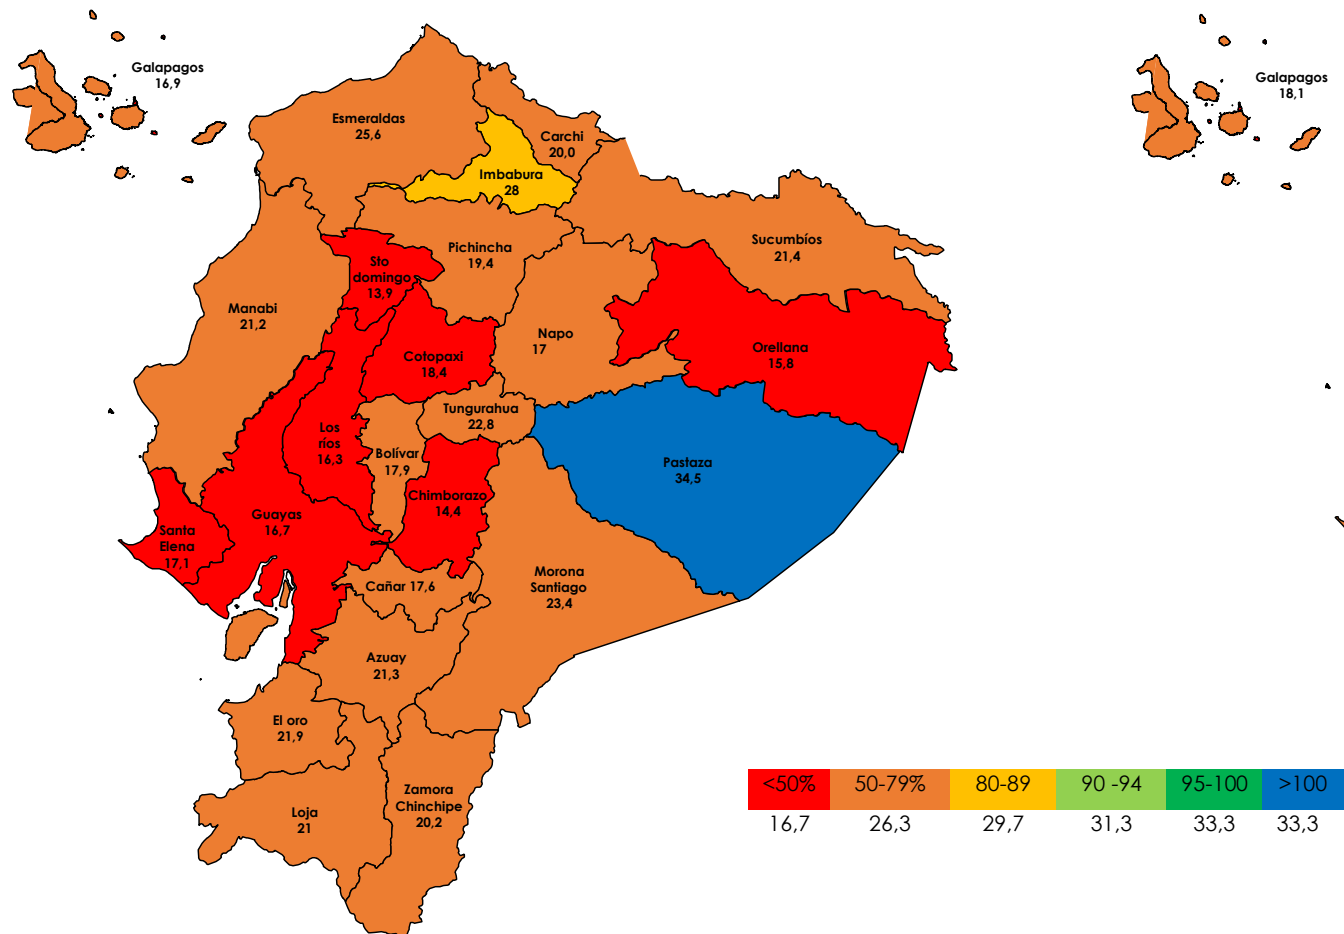 Galapagos
16,9
Galapagos
18,1
Esmeraldas
25,6
Carchi
20,0
Imbabura
28
Pichincha
19,4
Sucumbíos
21,4
Sto
domingo
13,9
Manabi
21,2
Napo
17
Cotopaxi
18,4
Orellana
15,8
Tungurahua
22,8
Los
ríos
16,3
Bolívar
17,9
Pastaza
34,5
Chimborazo
14,4
Guayas
16,7
Santa
Elena
17,1
Morona
Santiago
23,4
Cañar 17,6
Azuay
21,3
El oro
21,9
Zamora
Chinchipe
20,2
Loja
21
<50% 50-79% 80-89 90 -94 95-100 >100
16,7 26,3 29,7 31,3 33,3 33,3